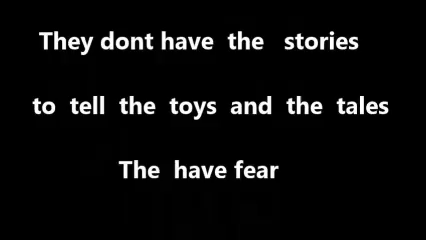 They dont have the stories
to tell the toys and the tales
The have fear